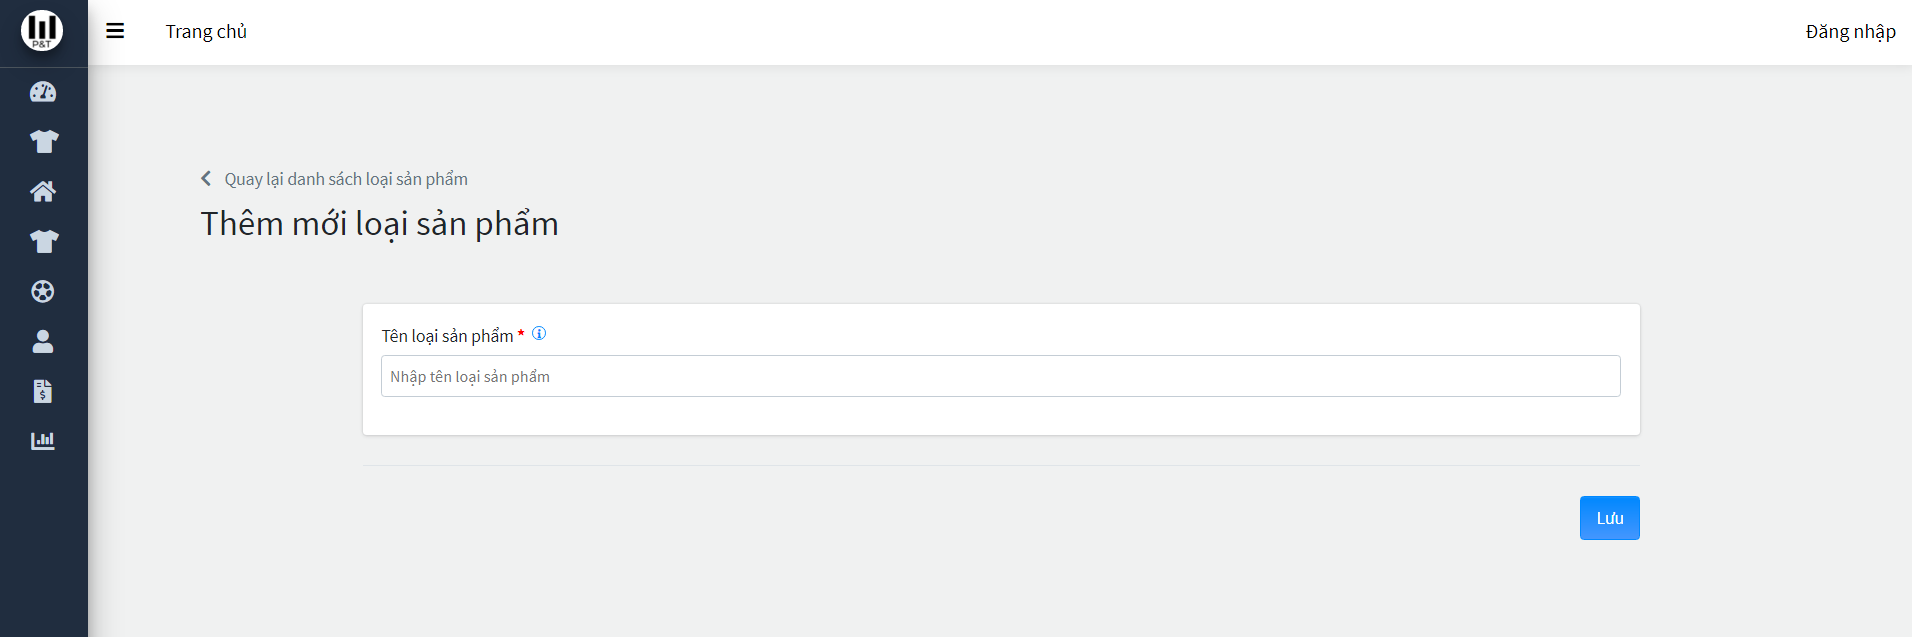 P&T
Trang chủ
Đăng nhập
Quay lại danh sách loại sản phẩm
Thêm mới loại sản phẩm
Tên loại sản phẩm *
Nhập tên loại sản phẩm
Lưu